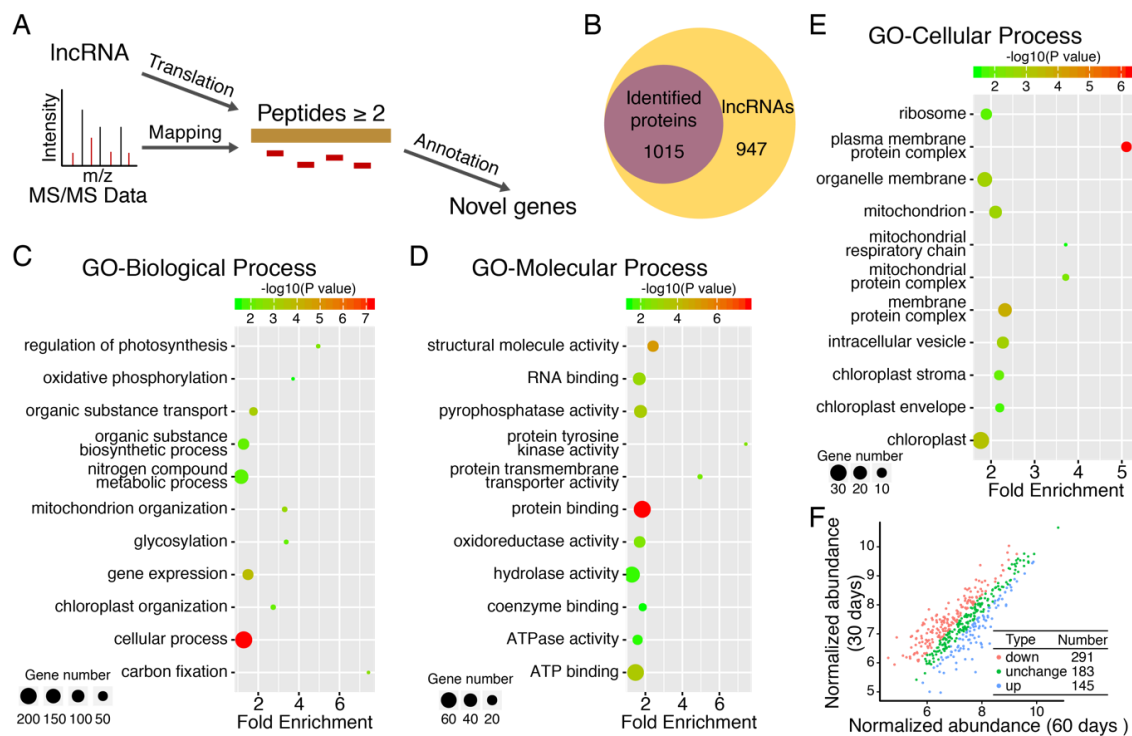 A
lncRNA
Translation
Intensity
Mapping
m/z
MS/MS Data
Peptides ≥ 2
Annotation
Novel genes
B
Identified
proteins
1015
lncRNAs
947
C
GO-Biological Process
-log10(P value)
2 3 4 5 6 7
regulation of photosynthesis
oxidative phosphorylation
organic substance transport
organic substance
biosynthetic process
nitrogen compound
metabolic process
mitochondrion organization
glycosylation
gene expression
chloroplast organization
cellular process
carbon fixation
Gene number
200 150 100 50
2 4 6
Fold Enrichment
D
GO-Molecular Process
-log10(P value)
2 4 6
structural molecule activity
RNA binding
pyrophosphatase activity
protein tyrosine
kinase activity
protein transmembrane
transporter activity
protein binding
oxidoreductase activity
hydrolase activity
coenzyme binding
ATPase activity
ATP binding
Gene number
60 40 20
2 4 6
Fold Enrichment
E
GO-Cellular Process
-log10(P value)
2 3 4 5 6
ribosome
plasma membrane
protein complex
organelle membrane
mitochondrion
mitochondrial
respiratory chain
mitochondrial
protein complex
membrane
protein complex
intracellular vesicle
chloroplast stroma
chloroplast envelope
chloroplast
Gene number
30 20 10
2 3 4 5
Fold Enrichment
F
Normalized abundance
(30 days)
10
9
8
7
6
5
Type Number
down 291
unchange 183
up 145
6 8 10
Normalized abundance (60 days )